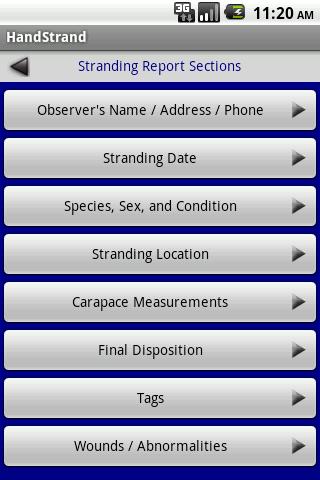 3G
11:20 AM
HandStrand
Stranding Report Sections
Observer's Name / Address / Phone
Stranding Date
Species, Sex, and Condition
Stranding Location
Carapace Measurements
Final Disposition
Tags
Wounds / Abnormalities